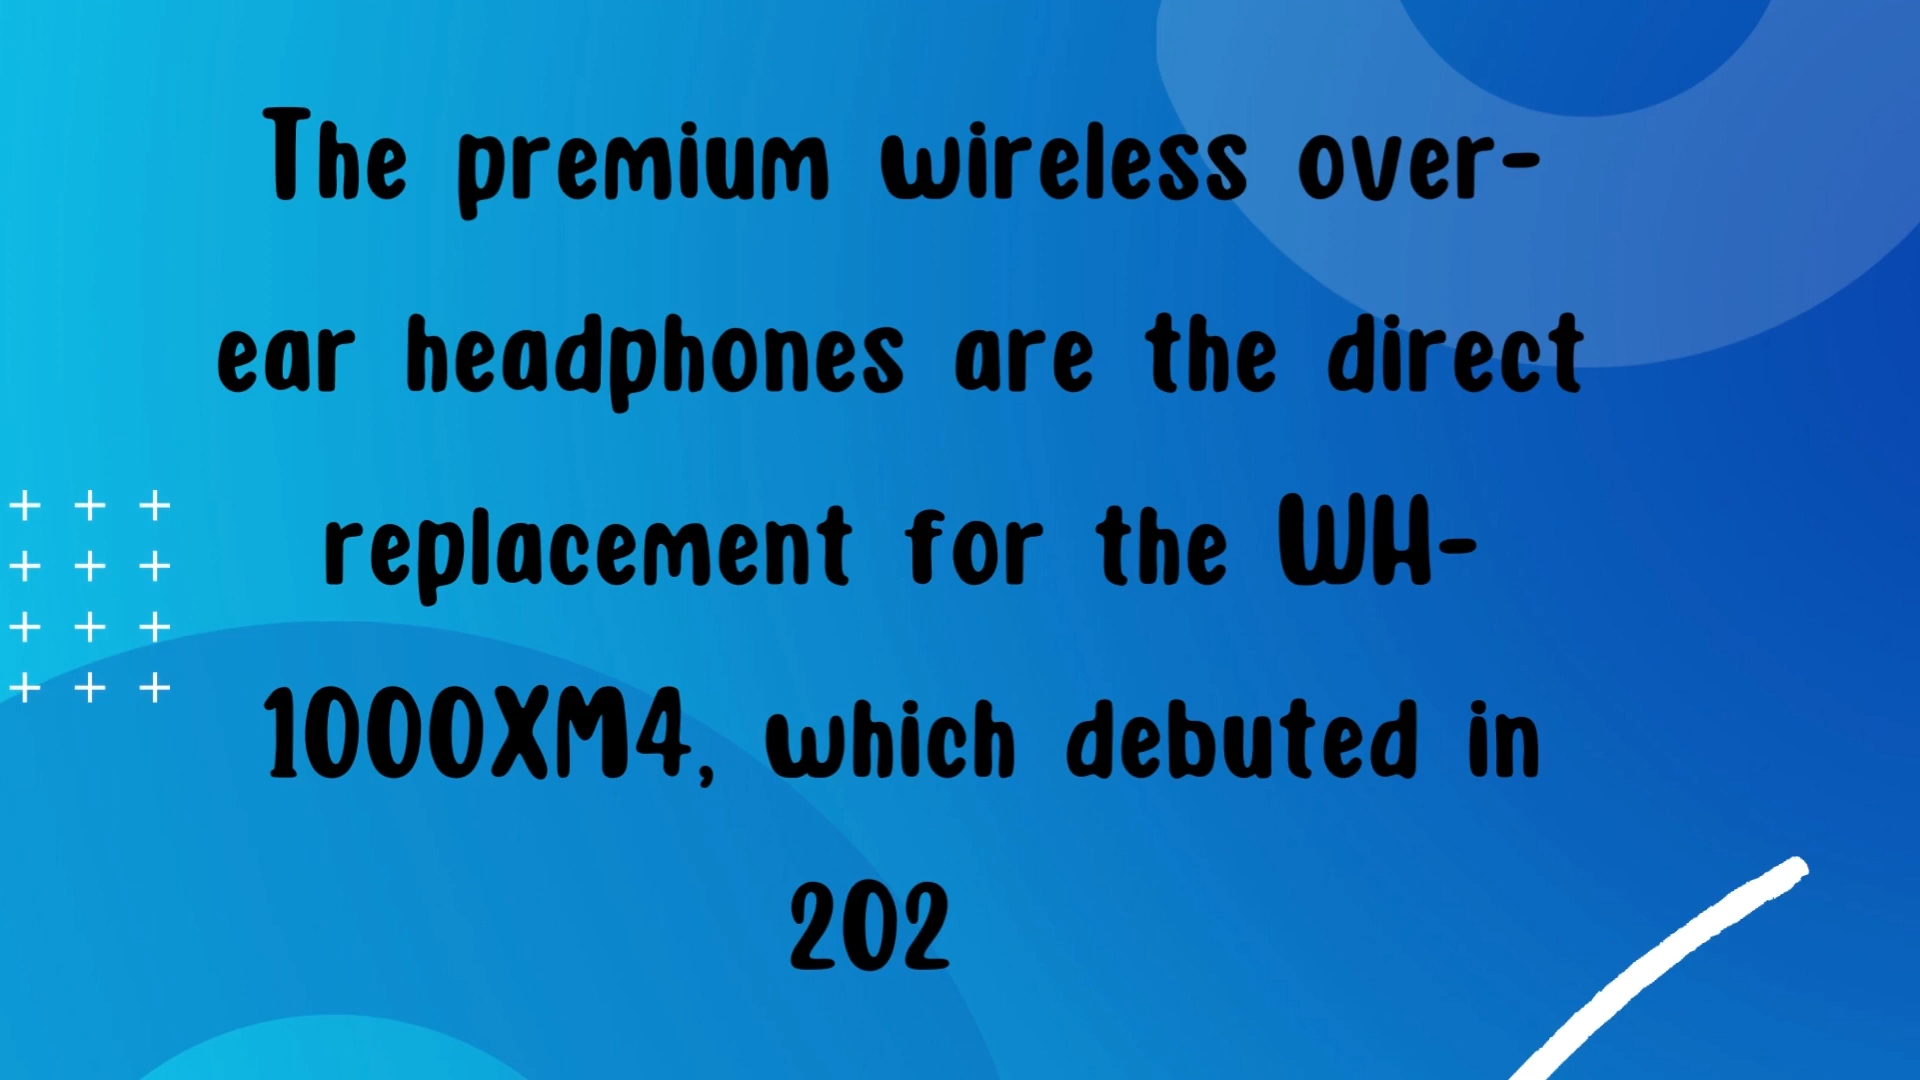 The premium wireless over-
ear headphones are the direct
replacement for the WH-
1000XM4, which debuted in
202